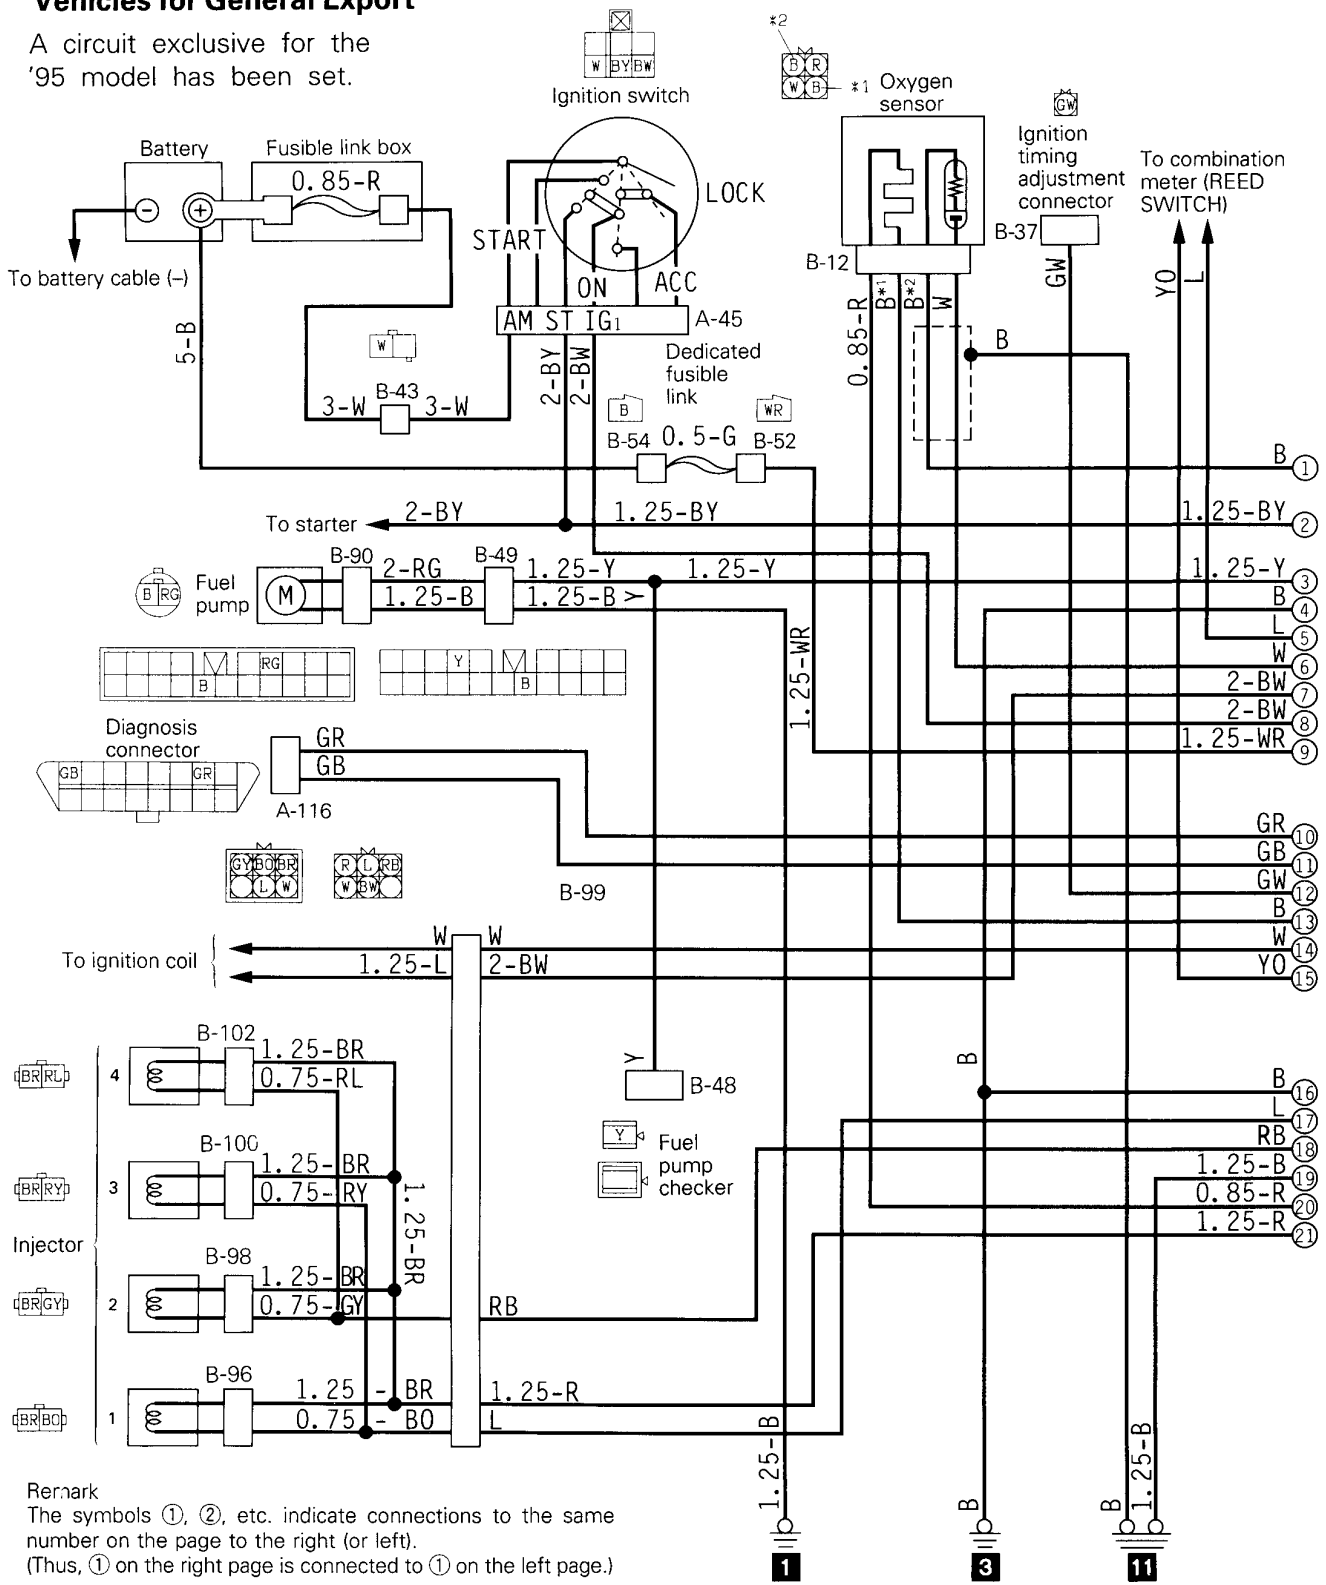 Vehicles for General Export
A circuit exclusive for the
'95 model has been set.
W BY BW
Ignition switch
*2
B R
W B
*1 Oxygen
sensor
GW
Ignition
timing
adjustment
connector
To combination
meter (REED
SWITCH)
Battery
Fusible link box
0.85-R
LOCK
START
ON
ACC
AM ST IG1
A-45
B-12
B-37
To battery cable (–)
5-B
W
B-43
3-W
3-W
2-BY
2-BW
Dedicated
fusible
link
B
WR
B-54
0.5-G
B-52
0.85-R
B*1
B*2
W
B
GW
YO
L
B 1
To starter
2-BY
1.25-BY
1.25-BY 2
Fuel
pump
B RG
M
B-90
2-RG
1.25-B
B-49
1.25-Y
1.25-B
Y
1.25-Y
1.25-Y 3
B 4
L 5
W 6
2-BW 7
2-BW 8
1.25-WR 9
1.25-WR
RG
B
Y
B
Diagnosis
connector
GB GR
A-116
GR
GB
GR 10
GB 11
GW 12
B 13
W 14
YO 15
GY BO BR
L W
R L RB
W BW
B-99
To ignition coil
W
W
1.25-L
2-BW
B-102
1.25-BR
0.75-RL
BR RL
4
Y
B-48
B
B 16
L 17
RB 18
1.25-B 19
0.85-R 20
1.25-R 21
Y
Fuel
pump
checker
B-100
1.25-BR
0.75-RY
BR RY
3
1.25-BR
Injector
B-98
1.25-BR
0.75-GY
BR GY
2
RB
B-96
1.25-BR
0.75-BO
BR BO
1
1.25-R
L
1.25-B
B
B
1.25-B
1
3
11
Remark
The symbols ①, ②, etc. indicate connections to the same
number on the page to the right (or left).
(Thus, ① on the right page is connected to ① on the left page.)